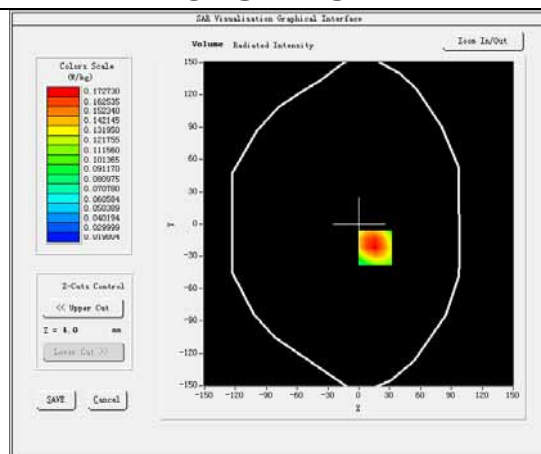 SAR Visualisation Graphical Interface
Volume Radiated Intensity
Zoom In/Out
Colors Scale
(W/kg)
0.172730
0.162535
0.152340
0.142145
0.131950
0.121755
0.111560
0.101365
0.091170
0.080975
0.070780
0.060584
0.050389
0.040194
0.029999
0.019804
Z-Cuts Control
<< Upper Cut
Z = 4.0 mm
Lower Cut >>
SAVE
Cancel
150
120
90
60
30
0
-30
-60
-90
-120
-150
Y
-150 -120 -90 -60 -30 0 30 60 90 120 150
X